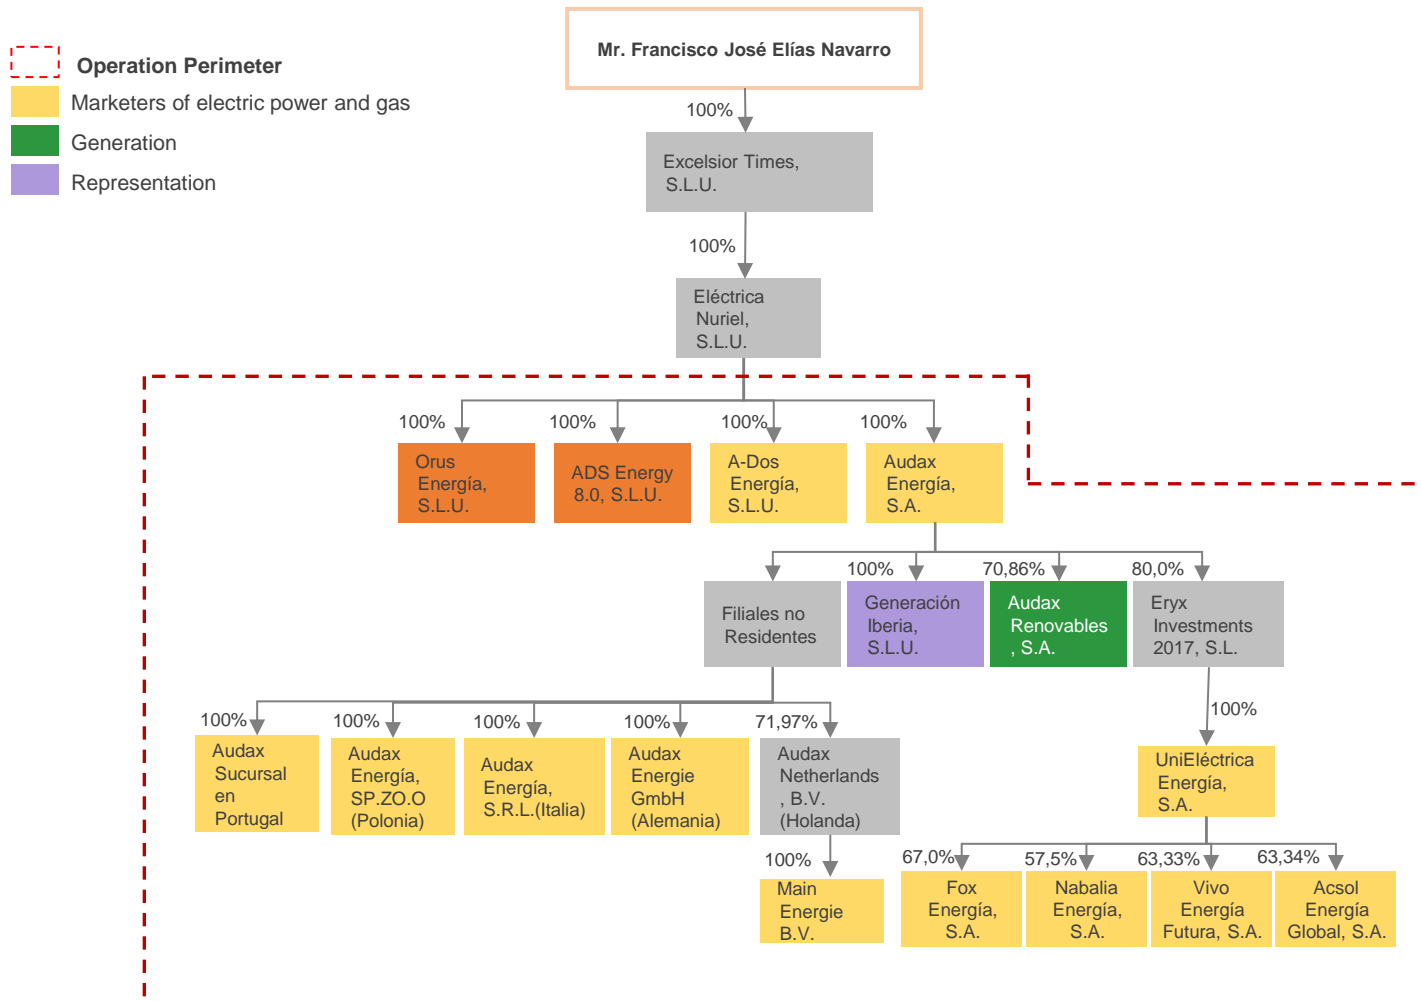 Mr. Francisco José Elías Navarro
Operation Perimeter
Marketers of electric power and gas
Generation
Representation
100%
Excelsior Times,
S.L.U.
100%
Eléctrica
Nuriel,
S.L.U.
100%
100%
100%
100%
Orus
Energía,
S.L.U.
ADS Energy
8.0, S.L.U.
A-Dos
Energía,
S.L.U.
Audax
Energía,
S.A.
100%
70,86%
80,0%
Filiales no
Residentes
Generación
Iberia,
S.L.U.
Audax
Renovables
, S.A.
Eryx
Investments
2017, S.L.
100%
100%
100%
100%
71,97%
100%
Audax
Sucursal
en
Portugal
Audax
Energía,
SP.ZO.O
(Polonia)
Audax
Energía,
S.R.L.(Italia)
Audax
Energie
GmbH
(Alemania)
Audax
Netherlands
, B.V.
(Holanda)
UniEléctrica
Energía,
S.A.
100%
67,0%
57,5%
63,33%
63,34%
Main
Energie
B.V.
Fox
Energía,
S.A.
Nabalia
Energía,
S.A.
Vivo
Energía
Futura, S.A.
Acsol
Energía
Global, S.A.